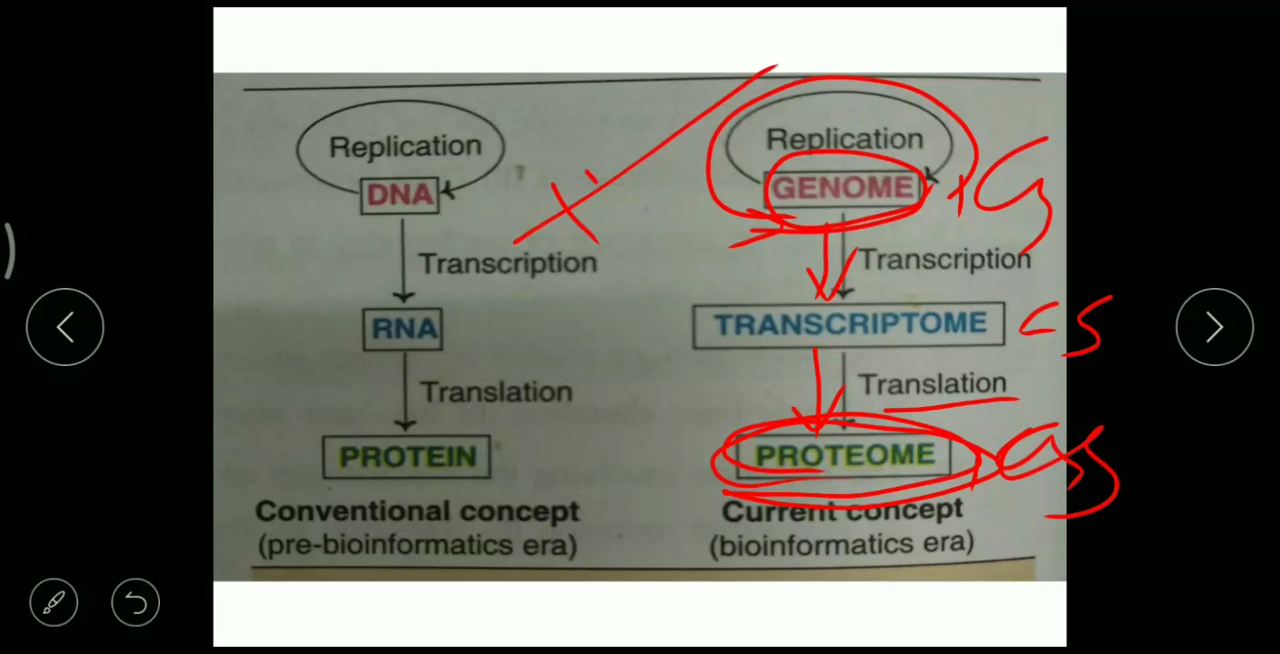 Replication
DNA
Transcription
RNA
Translation
PROTEIN
Conventional concept
(pre-bioinformatics era)
Replication
GENOME
Transcription
TRANSCRIPTOME
Translation
PROTEOME
Current concept
(bioinformatics era)